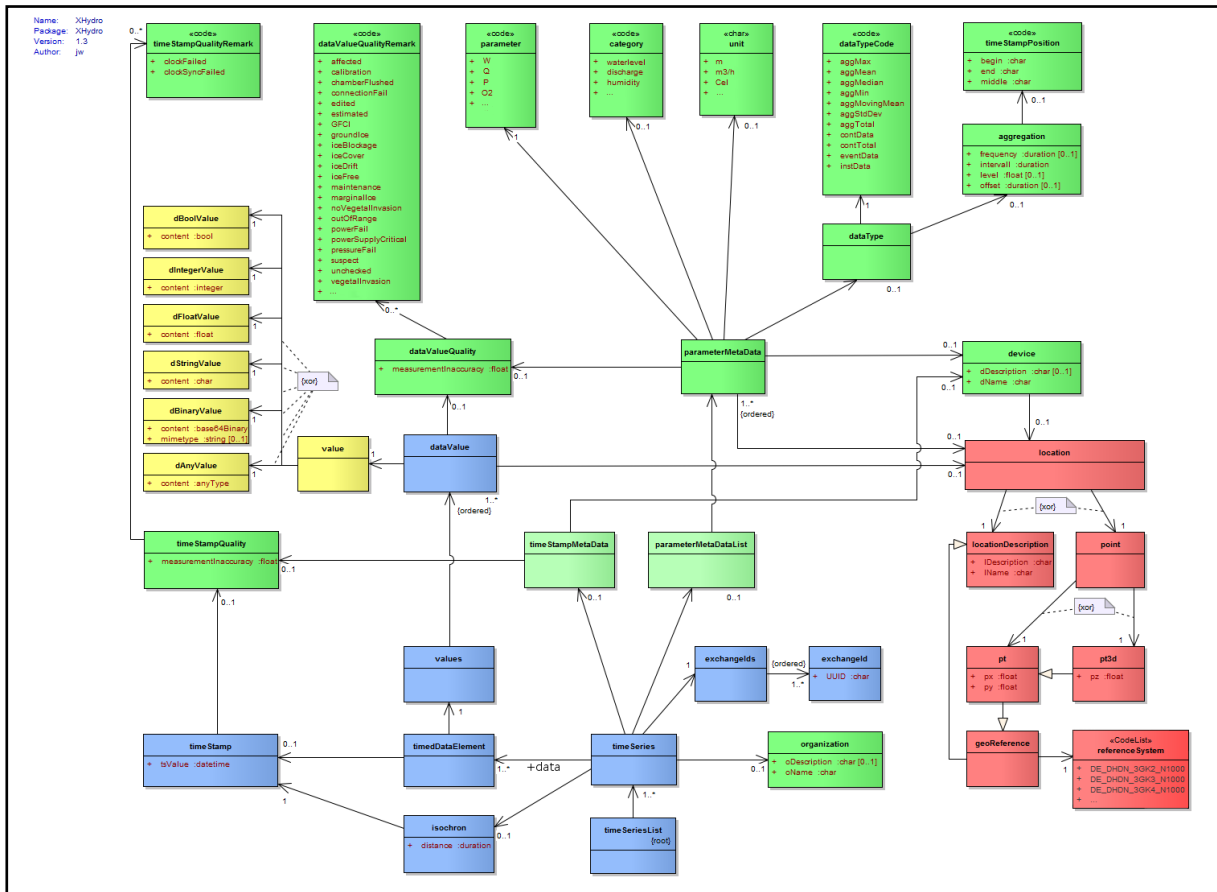 Name: XHydro
Package: XHydro
Version: 1.3
Author: jw
0..*
«code»
timeStampQualityRemark
+ clockFailed
+ clockSyncFailed
«code»
dataValueQualityRemark
+ affected
+ calibration
+ chamberFlushed
+ connectionFail
+ edited
+ estimated
+ GFCI
+ groundIce
+ iceBlockage
+ iceCover
+ iceDrift
+ iceFree
+ maintenance
+ marginalIce
+ noVegetalInvasion
+ outOfRange
+ powerFail
+ powerSupplyCritical
+ pressureFail
+ suspect
+ unchecked
+ vegetalInvasion
+ ...
0..*
«code»
parameter
+ W
+ Q
+ P
+ O2
+ ...
1
«code»
category
+ waterlevel
+ discharge
+ humidity
+ ...
0..1
«char»
unit
+ m
+ m3/h
+ Cel
+ ...
0..1
«code»
dataTypeCode
+ aggMax
+ aggMean
+ aggMedian
+ aggMin
+ aggMovingMean
+ aggStdDev
+ aggTotal
+ contData
+ contTotal
+ eventData
+ instData
1
«code»
timeStampPosition
+ begin :char
+ end :char
+ middle :char
0..1
aggregation
+ frequency :duration [0..1]
+ intervall :duration
+ level :float [0..1]
+ offset :duration [0..1]
0..1
dataType
0..1
dBoolValue
+ content :bool
1
dIntegerValue
+ content :integer
1
dFloatValue
+ content :float
1
dStringValue
+ content :char
1
{xor}
dBinaryValue
+ content :base64Binary
+ mimetype :string [0..1]
1
dAnyValue
+ content :anyType
1
value
1
dataValueQuality
+ measurementInaccuracy :float
0..1
0..1
dataValue
1..*
{ordered}
parameterMetaData
1..*
{ordered}
0..1
device
+ dDescription :char [0..1]
+ dName :char
0..1
0..1
0..1
location
0..1
{xor}
1
1
locationDescription
+ lDescription :char
+ lName :char
point
{xor}
1
1
pt
+ px :float
+ py :float
pt3d
+ pz :float
geoReference
1
«CodeList»
referenceSystem
+ DE_DHDN_3GK2_N1000
+ DE_DHDN_3GK3_N1000
+ DE_DHDN_3GK4_N1000
+ ...
timeStampQuality
+ measurementInaccuracy :float
0..1
0..1
timeStampMetaData
0..1
parameterMetaDataList
0..1
values
1
exchangeIds
1
{ordered}
1..*
exchangeId
+ UUID :char
timeStamp
+ tsValue :datetime
0..1
1
timedDataElement
1..*
+data
timeSeries
1..*
organization
+ oDescription :char [0..1]
+ oName :char
0..1
isochron
+ distance :duration
0..1
timeSeriesList
{root}